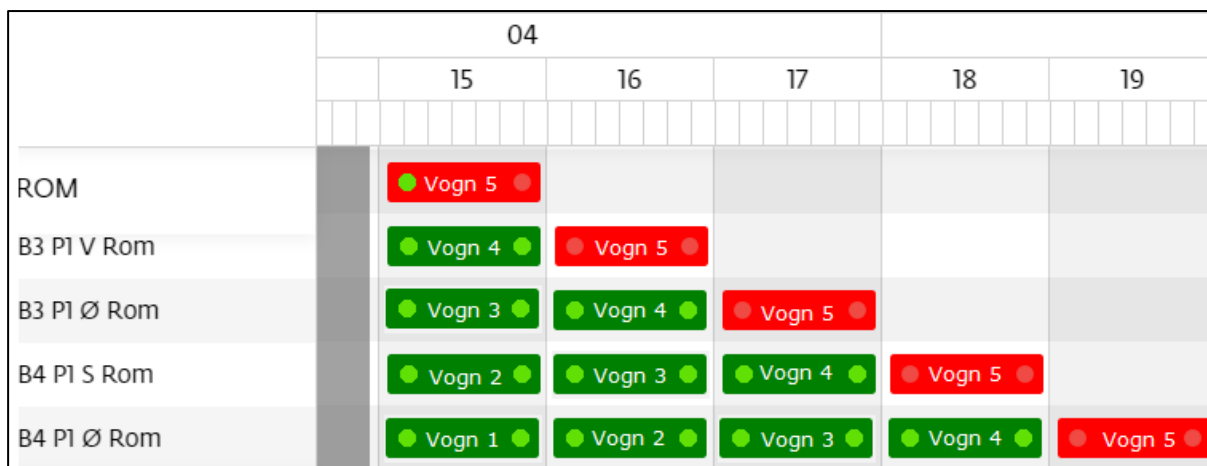 04
15 16 17 18 19
ROM Vogn 5
B3 P1 V Rom Vogn 4 Vogn 5
B3 P1 Ø Rom Vogn 3 Vogn 4 Vogn 5
B4 P1 S Rom Vogn 2 Vogn 3 Vogn 4 Vogn 5
B4 P1 Ø Rom Vogn 1 Vogn 2 Vogn 3 Vogn 4 Vogn 5